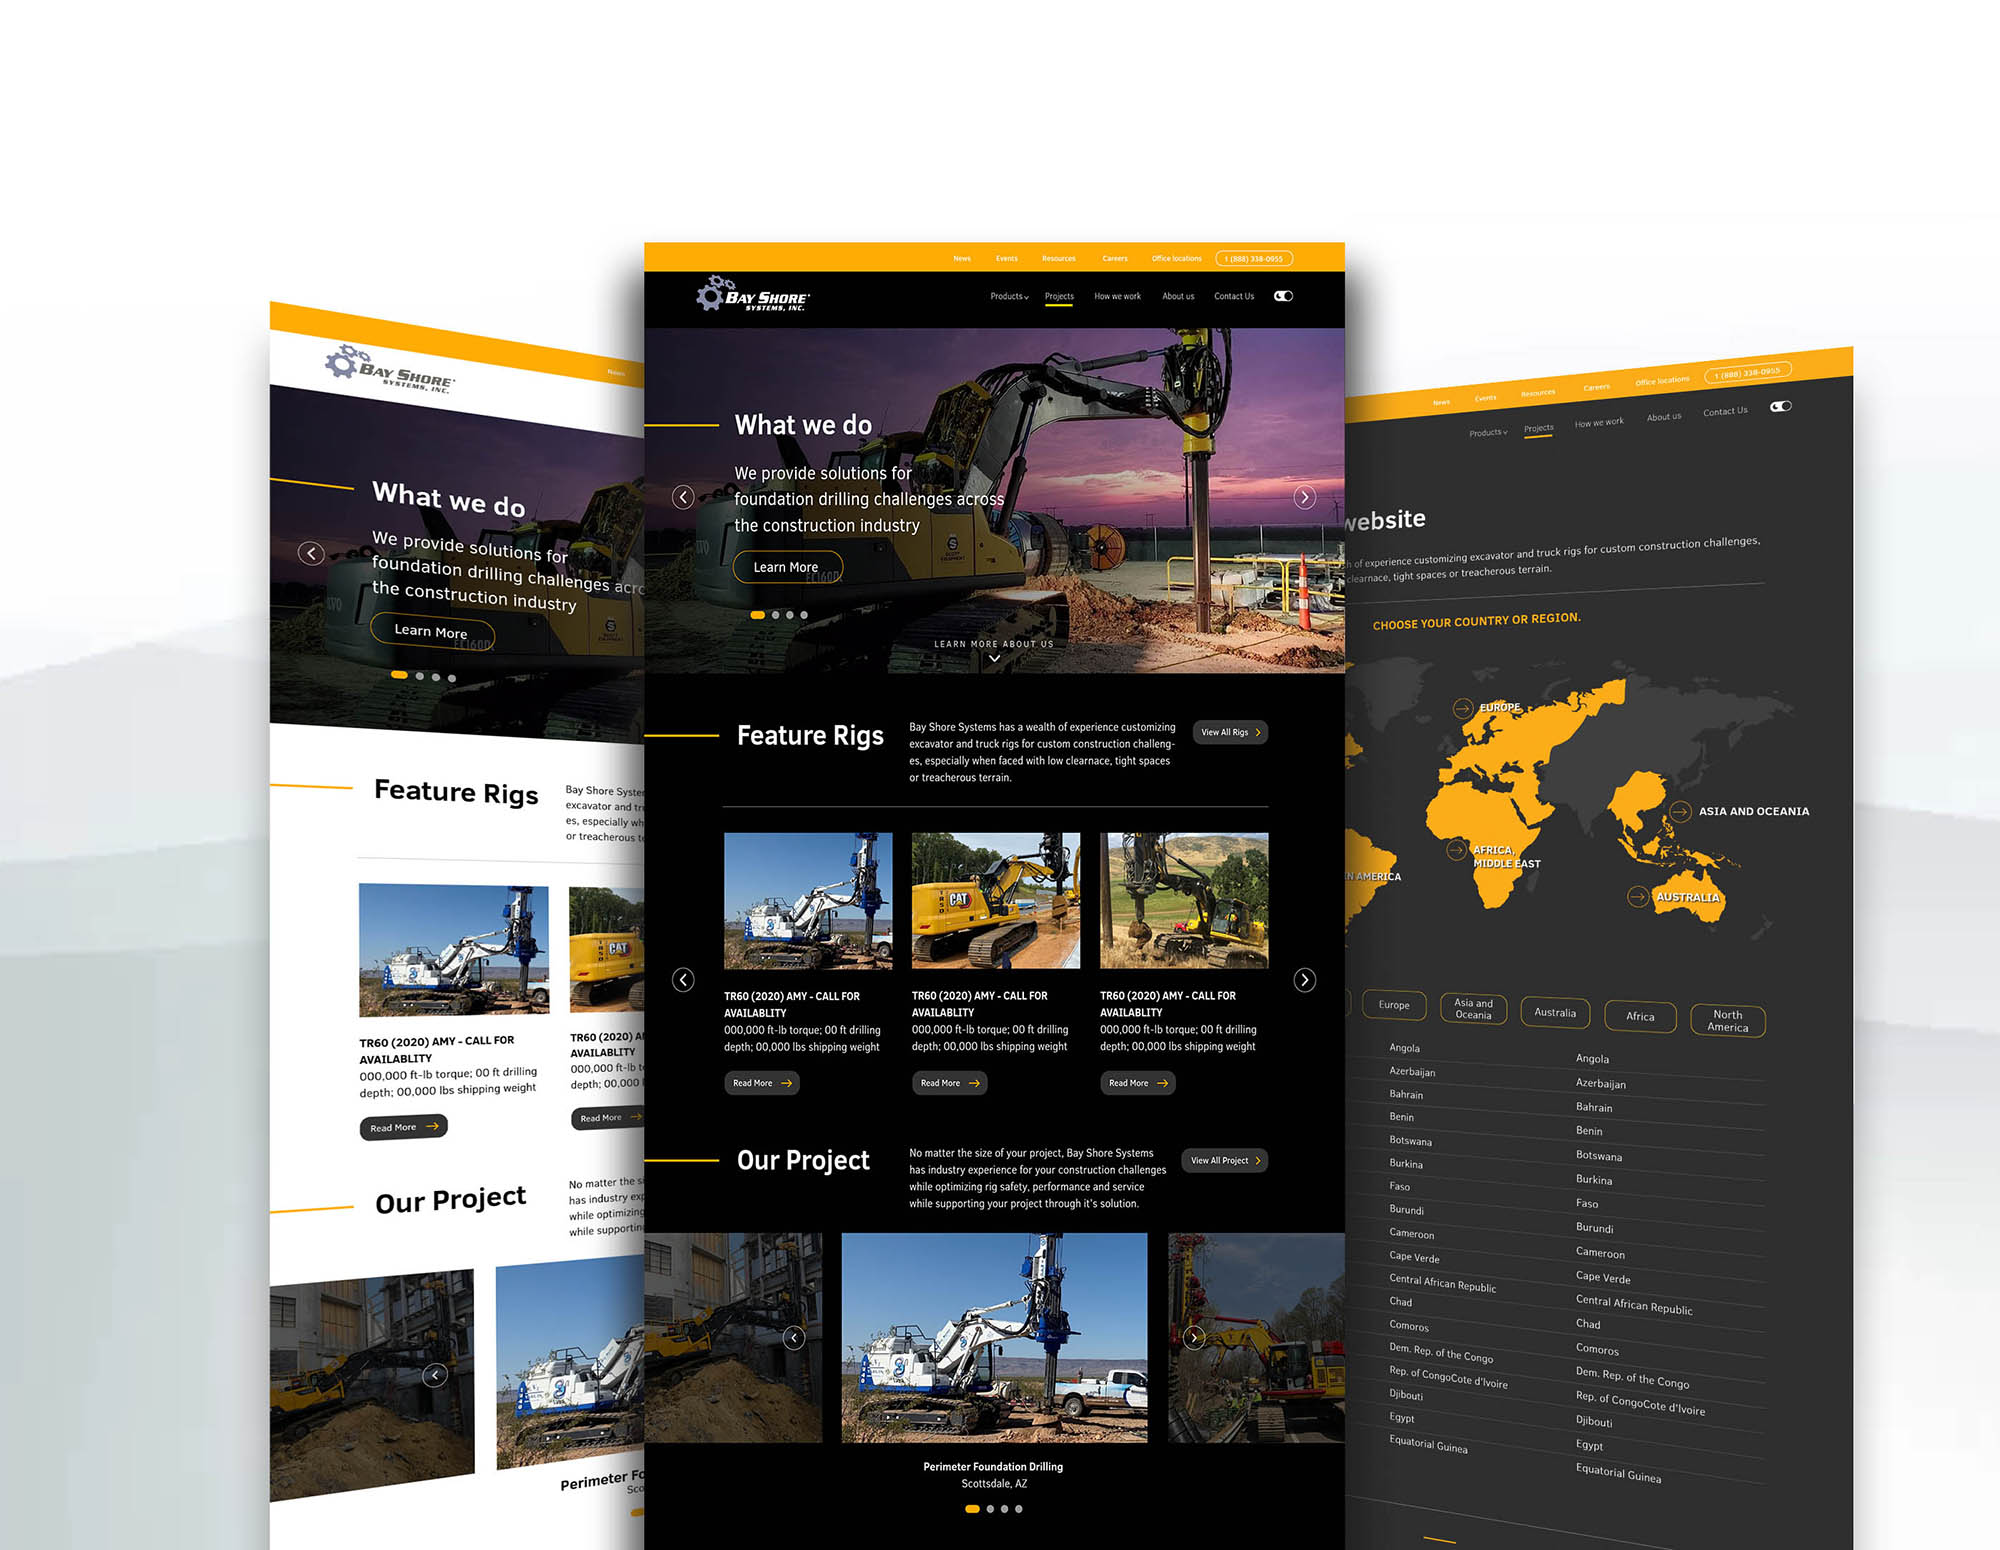 News
BAY SHORE
SYSTEMS, INC.
What we do
We provide solutions for
foundation drilling challenges acro
the construction industry
Learn More
EC160DL
Feature Rigs
Bay Shore Syste
excavator and tr
es, especially wh
or treacherous te
CAT
TR60 (2020) AMY - CALL FOR
AVAILABLITY
000,000 ft-lb torque; 00 ft drilling
depth; 00,000 lbs shipping weight
Read More
TR60 (2020) A
AVAILABLITY
000,000 ft-lb t
depth; 00,000 l
Read More
Our Project
No matter the si
has industry exp
while optimizing
while supportin
Perimeter Fo
Sco
News Events Resources Careers Office locations 1 (888) 338-0955
BAY SHORE
SYSTEMS, INC.
Products Projects How we work About us Contact Us
What we do
We provide solutions for
foundation drilling challenges across
the construction industry
Learn More
EC160DL
LEARN MORE ABOUT US
Feature Rigs
Bay Shore Systems has a wealth of experience customizing
excavator and truck rigs for custom construction challeng-
es, especially when faced with low clearnace, tight spaces
or treacherous terrain.
View All Rigs
CAT
TR60 (2020) AMY - CALL FOR
AVAILABLITY
000,000 ft-lb torque; 00 ft drilling
depth; 00,000 lbs shipping weight
Read More
TR60 (2020) AMY - CALL FOR
AVAILABLITY
000,000 ft-lb torque; 00 ft drilling
depth; 00,000 lbs shipping weight
Read More
TR60 (2020) AMY - CALL FOR
AVAILABLITY
000,000 ft-lb torque; 00 ft drilling
depth; 00,000 lbs shipping weight
Read More
Our Project
No matter the size of your project, Bay Shore Systems
has industry experience for your construction challenges
while optimizing rig safety, performance and service
while supporting your project through it's solution.
View All Project
Perimeter Foundation Drilling
Scottsdale, AZ
News Events Resources Careers Office locations 1 (888) 338-0955
Products Projects How we work About us Contact Us
website
h of experience customizing excavator and truck rigs for custom construction challenges,
clearnace, tight spaces or treacherous terrain.
CHOOSE YOUR COUNTRY OR REGION.
EUROPE
ASIA AND OCEANIA
AFRICA,
MIDDLE EAST
IN AMERICA
AUSTRALIA
Europe
Asia and
Oceania
Australia
Africa
North
America
Angola
Azerbaijan
Bahrain
Benin
Botswana
Burkina
Faso
Burundi
Cameroon
Cape Verde
Central African Republic
Chad
Comoros
Dem. Rep. of the Congo
Rep. of CongoCote d'Ivoire
Djibouti
Egypt
Equatorial Guinea
Angola
Azerbaijan
Bahrain
Benin
Botswana
Burkina
Faso
Burundi
Cameroon
Cape Verde
Central African Republic
Chad
Comoros
Dem. Rep. of the Congo
Rep. of CongoCote d'Ivoire
Djibouti
Egypt
Equatorial Guinea